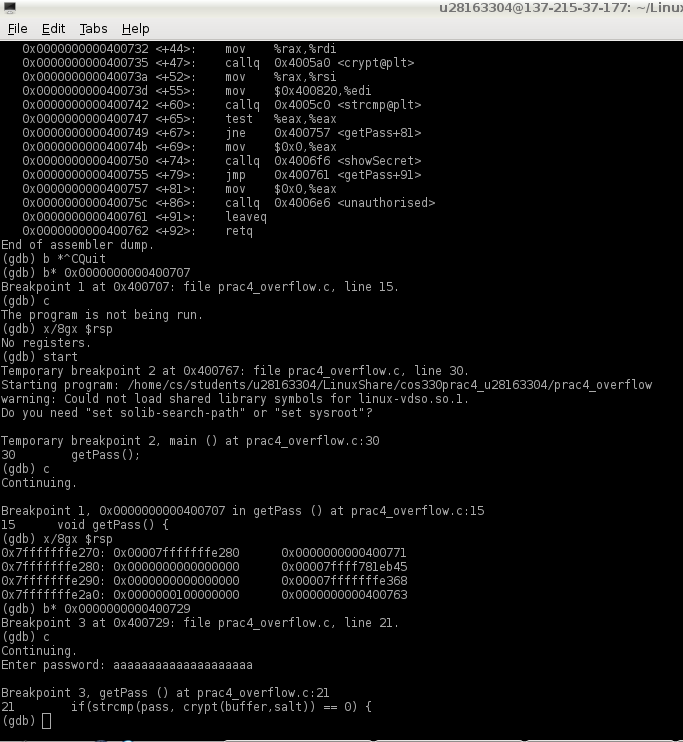 u28163304@137-215-37-177: ~/Linux
File Edit Tabs Help
0x0000000000400732 <+44>: mov %rax,%rdi
0x0000000000400735 <+47>: callq 0x4005a0 <crypt@plt>
0x000000000040073a <+52>: mov %rax,%rsi
0x000000000040073d <+55>: mov $0x400820,%edi
0x0000000000400742 <+60>: callq 0x4005c0 <strcmp@plt>
0x0000000000400747 <+65>: test %eax,%eax
0x0000000000400749 <+67>: jne 0x400757 <getPass+81>
0x000000000040074b <+69>: mov $0x0,%eax
0x0000000000400750 <+74>: callq 0x4006f6 <showSecret>
0x0000000000400755 <+79>: jmp 0x400761 <getPass+91>
0x0000000000400757 <+81>: mov $0x0,%eax
0x000000000040075c <+86>: callq 0x4006e6 <unauthorised>
0x0000000000400761 <+91>: leaveq
0x0000000000400762 <+92>: retq
End of assembler dump.
(gdb) b *^CQuit
(gdb) b* 0x0000000000400707
Breakpoint 1 at 0x400707: file prac4_overflow.c, line 15.
(gdb) c
The program is not being run.
(gdb) x/8gx $rsp
No registers.
(gdb) start
Temporary breakpoint 2 at 0x400767: file prac4_overflow.c, line 30.
Starting program: /home/cs/students/u28163304/LinuxShare/cos330prac4_u28163304/prac4_overflow
warning: Could not load shared library symbols for linux-vdso.so.1.
Do you need "set solib-search-path" or "set sysroot"?
Temporary breakpoint 2, main () at prac4_overflow.c:30
30 getPass();
(gdb) c
Continuing.
Breakpoint 1, 0x0000000000400707 in getPass () at prac4_overflow.c:15
15 void getPass() {
(gdb) x/8gx $rsp
0x7fffffffe270: 0x00007fffffffe280 0x0000000000400771
0x7fffffffe280: 0x0000000000000000 0x00007ffff781eb45
0x7fffffffe290: 0x0000000000000000 0x00007fffffffe368
0x7fffffffe2a0: 0x0000000100000000 0x0000000000400763
(gdb) b* 0x0000000000400729
Breakpoint 3 at 0x400729: file prac4_overflow.c, line 21.
(gdb) c
Continuing.
Enter password: aaaaaaaaaaaaaaaaaaaa
Breakpoint 3, getPass () at prac4_overflow.c:21
21 if(strcmp(pass, crypt(buffer,salt)) == 0) {
(gdb)